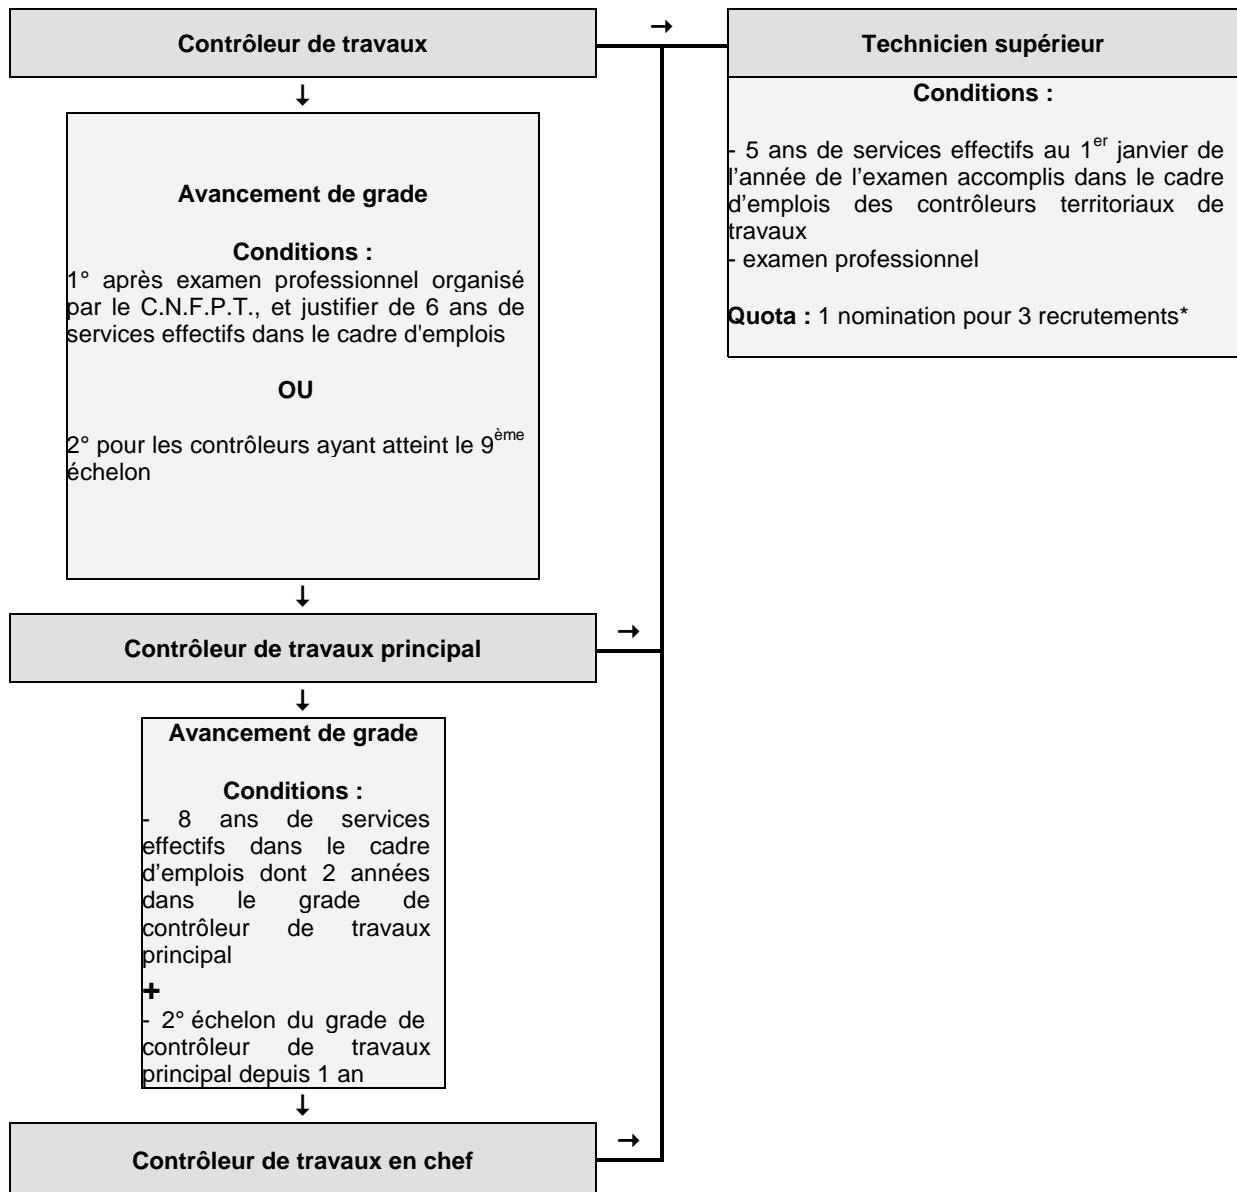 Contrôleur de travaux
→
Technicien supérieur
↓
Avancement de grade
Conditions :
1° après examen professionnel organisé
par le C.N.F.P.T., et justifier de 6 ans de
services effectifs dans le cadre d'emplois
OU
2° pour les contrôleurs ayant atteint le 9ème
échelon
Conditions :
- 5 ans de services effectifs au 1er janvier de
l’année de l’examen accomplis dans le cadre
d’emplois des contrôleurs territoriaux de
travaux
- examen professionnel
Quota : 1 nomination pour 3 recrutements*
↓
Contrôleur de travaux principal
→
↓
Avancement de grade
Conditions :
- 8 ans de services
effectifs dans le cadre
d’emplois dont 2 années
dans le grade de
contrôleur de travaux
principal
+
- 2° échelon du grade de
contrôleur de travaux
principal depuis 1 an
↓
Contrôleur de travaux en chef
→